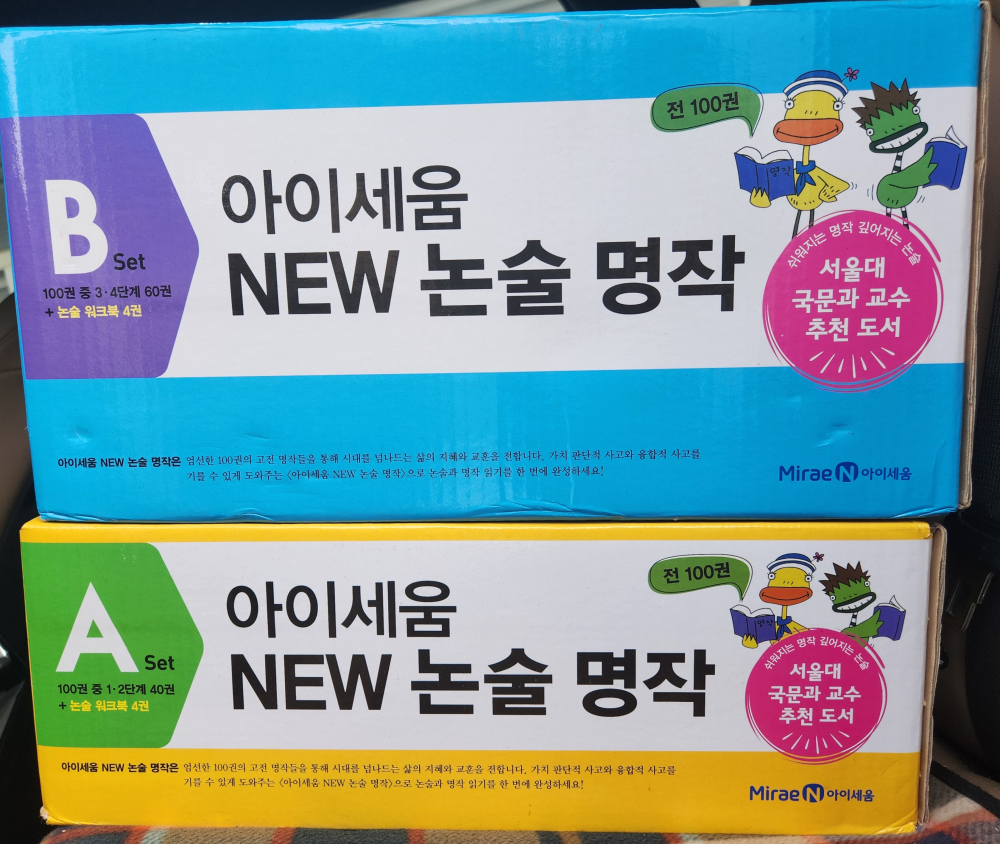 전 100권
명작
B Set
100권 중 3·4단계 60권
+ 논술 워크북 4권
아이세움
NEW 논술 명작
쉬워지는 명작 깊어지는 논술
서울대
국문과 교수
추천 도서
아이세움 NEW 논술 명작은 엄선한 100권의 고전 명작들을 통해 시대를 넘나드는 삶의 지혜와 교훈을 전합니다. 가치 판단적 사고와 융합적 사고를
기를 수 있게 도와주는 〈아이세움 NEW 논술 명작〉으로 논술과 명작 읽기를 한 번에 완성하세요!
Mirae N 아이세움
전 100권
명작
A Set
100권 중 1·2단계 40권
+ 논술 워크북 4권
아이세움
NEW 논술 명작
쉬워지는 명작 깊어지는 논술
서울대
국문과 교수
추천 도서
아이세움 NEW 논술 명작은 엄선한 100권의 고전 명작들을 통해 시대를 넘나드는 삶의 지혜와 교훈을 전합니다. 가치 판단적 사고와 융합적 사고를
기를 수 있게 도와주는 〈아이세움 NEW 논술 명작〉으로 논술과 명작 읽기를 한 번에 완성하세요!
Mirae N 아이세움